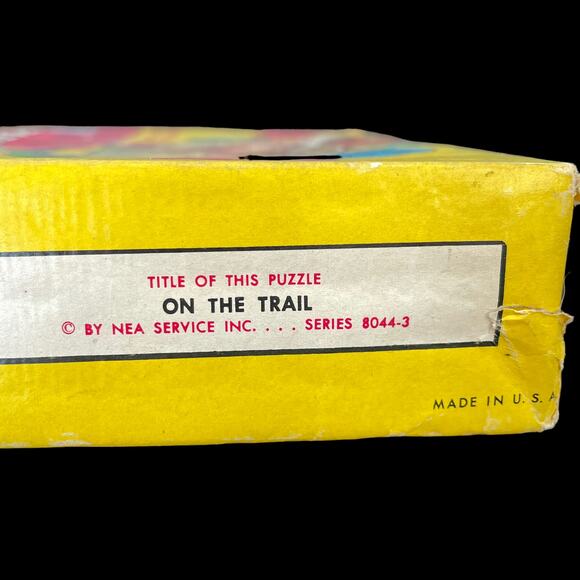 TITLE OF THIS PUZZLE
ON THE TRAIL
© BY NEA SERVICE INC. . . . SERIES 8044-3
MADE IN U. S. A